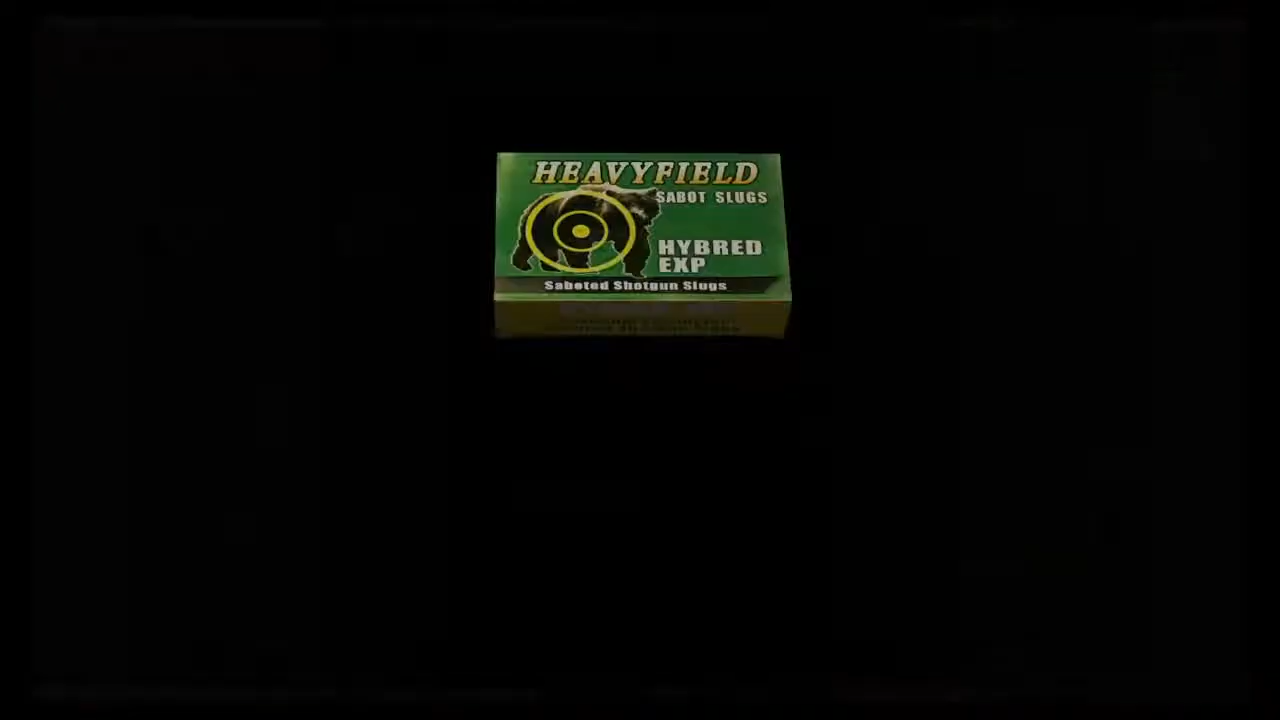 HEAVYFIELD
SABOT SLUGS
HYBRED
EXP
Saboted Shotgun Slugs